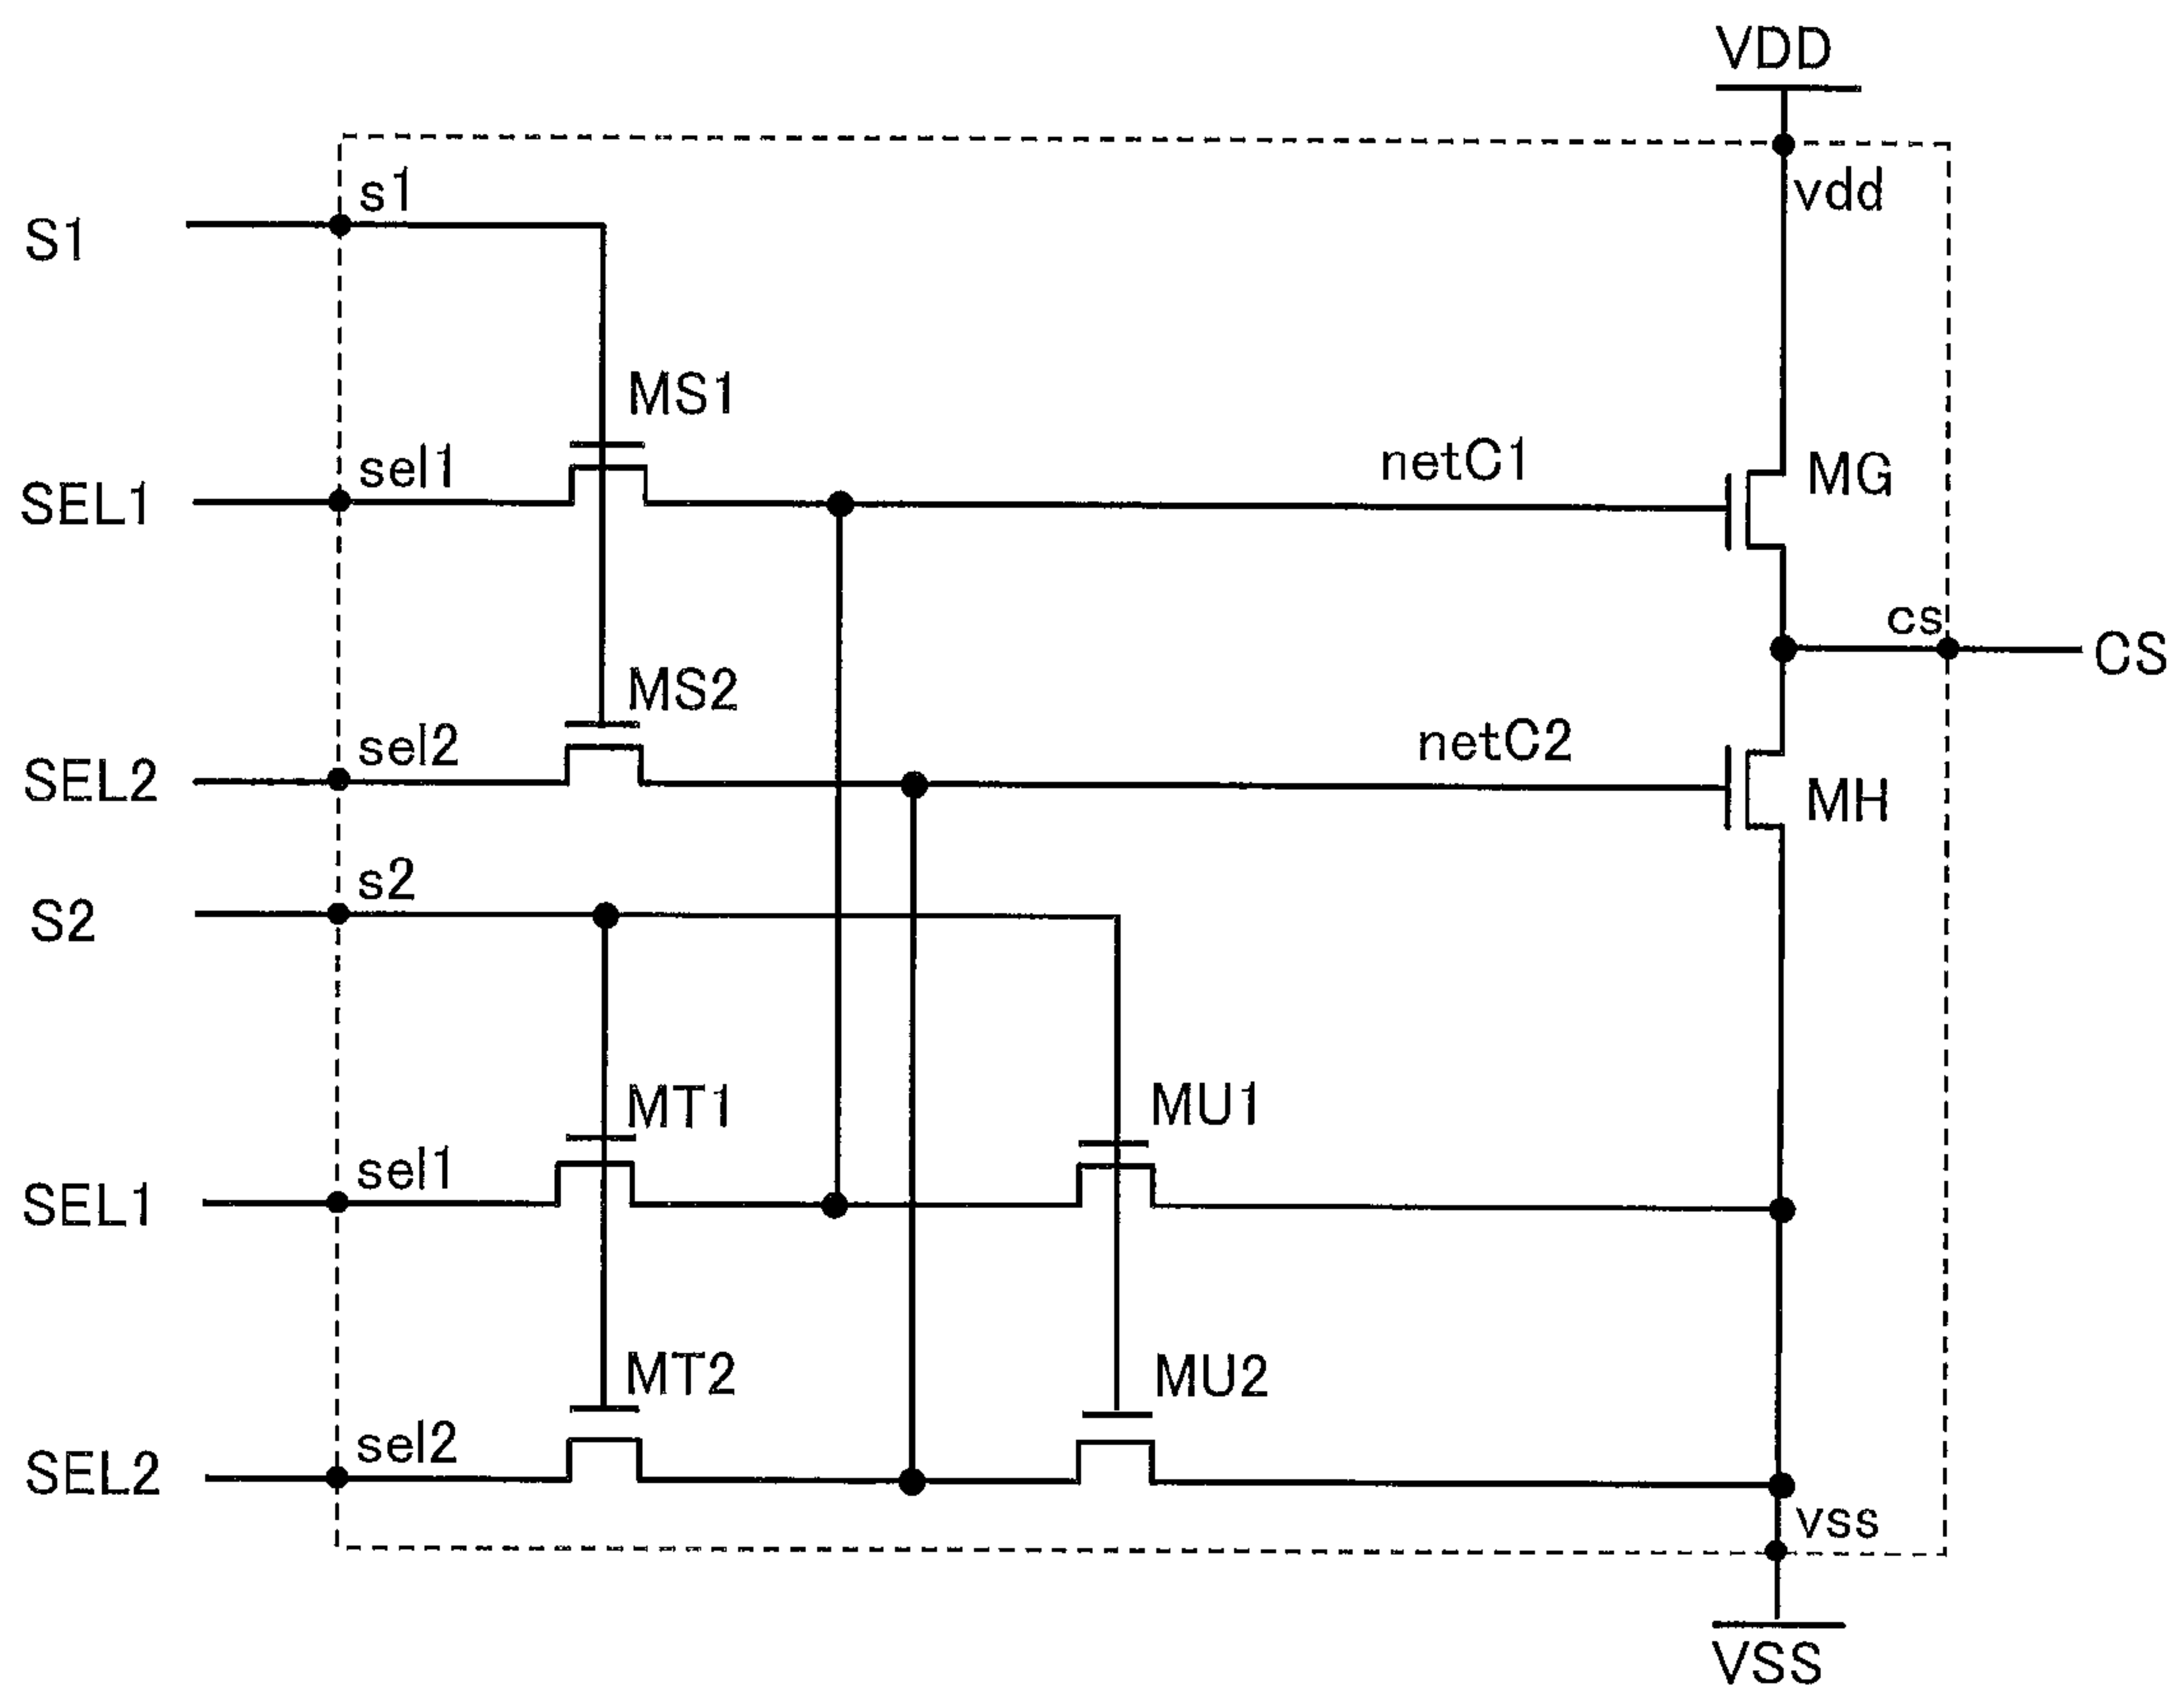 VDD
vdd
S1
s1
MS1
SEL1
sel1
netC1
MG
cs
CS
MS2
SEL2
sel2
netC2
MH
S2
s2
MT1
MU1
SEL1
sel1
MT2
MU2
SEL2
sel2
vss
VSS